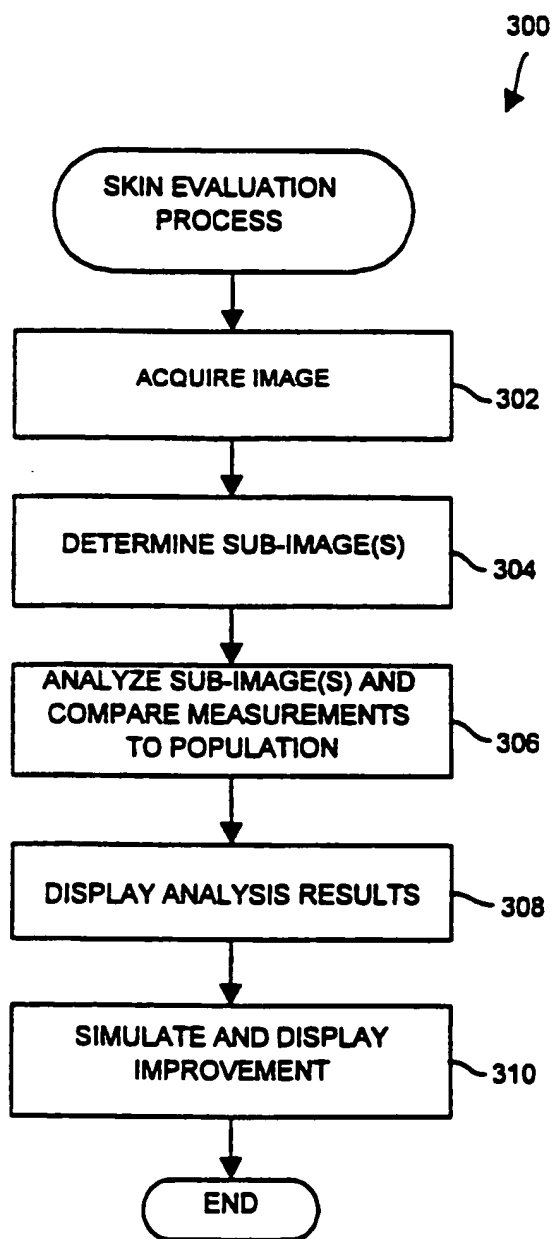 300
SKIN EVALUATION
PROCESS
ACQUIRE IMAGE
302
DETERMINE SUB-IMAGE(S)
304
ANALYZE SUB-IMAGE(S) AND
COMPARE MEASUREMENTS
TO POPULATION
306
DISPLAY ANALYSIS RESULTS
308
SIMULATE AND DISPLAY
IMPROVEMENT
310
END